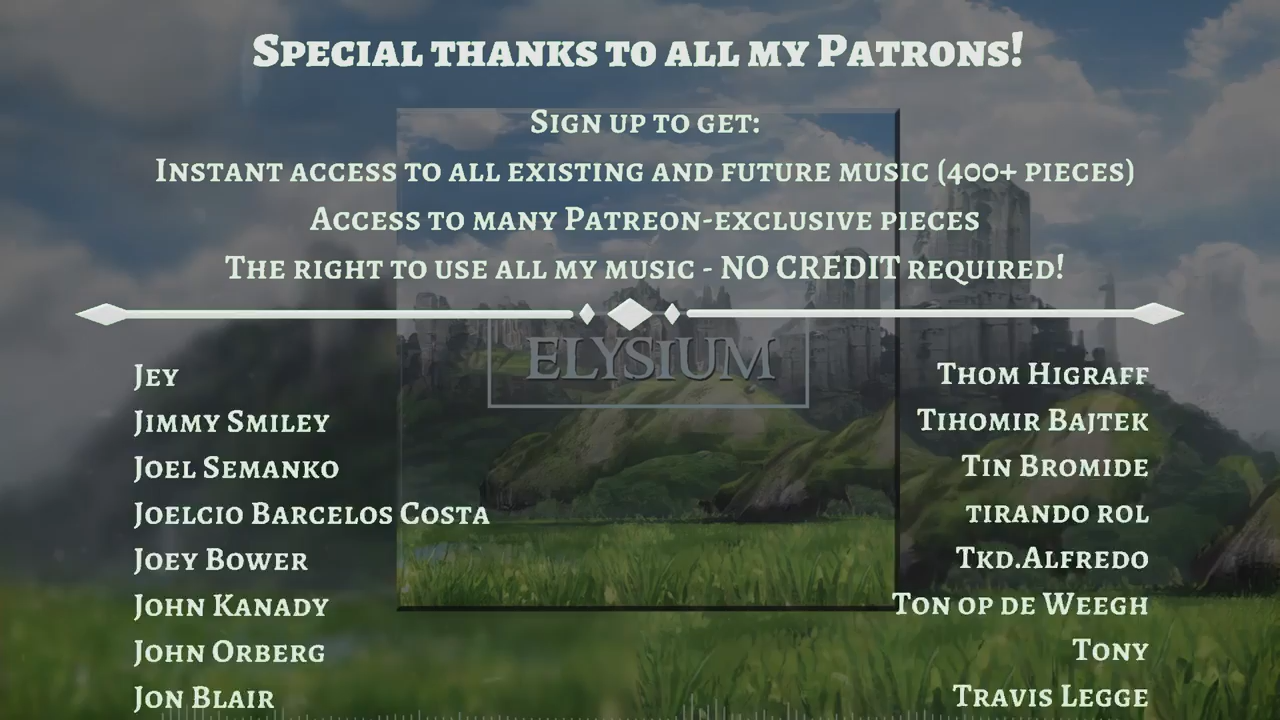 Special thanks to all my Patrons!
Sign up to get:
Instant access to all existing and future music (400+ pieces)
Access to many Patreon-exclusive pieces
The right to use all my music - NO CREDIT required!
ELYSIUM
Jey
Jimmy Smiley
Joel Semanko
Joelcio Barcelos Costa
Joey Bower
John Kanady
John Orberg
Jon Blair
Thom Higraff
Tihomir Bajtek
Tin Bromide
tirando rol
Tkd.Alfredo
Ton op de Weegh
Tony
Travis Legge